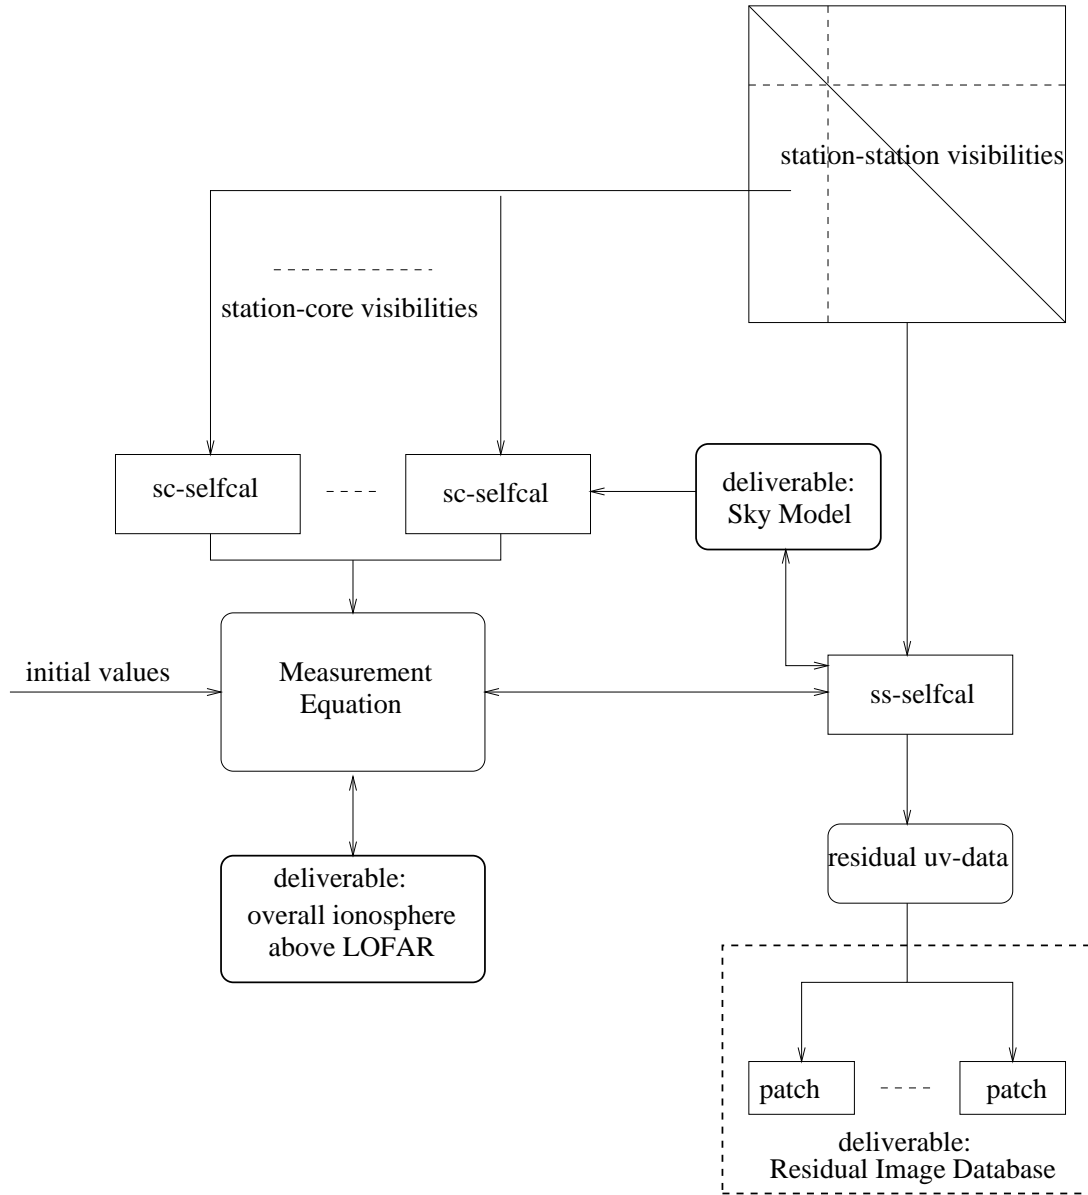 station-station visibilities
station-core visibilities
sc-selfcal
sc-selfcal
deliverable:
Sky Model
initial values
Measurement
Equation
ss-selfcal
residual uv-data
deliverable:
overall ionosphere
above LOFAR
patch
patch
deliverable:
Residual Image Database